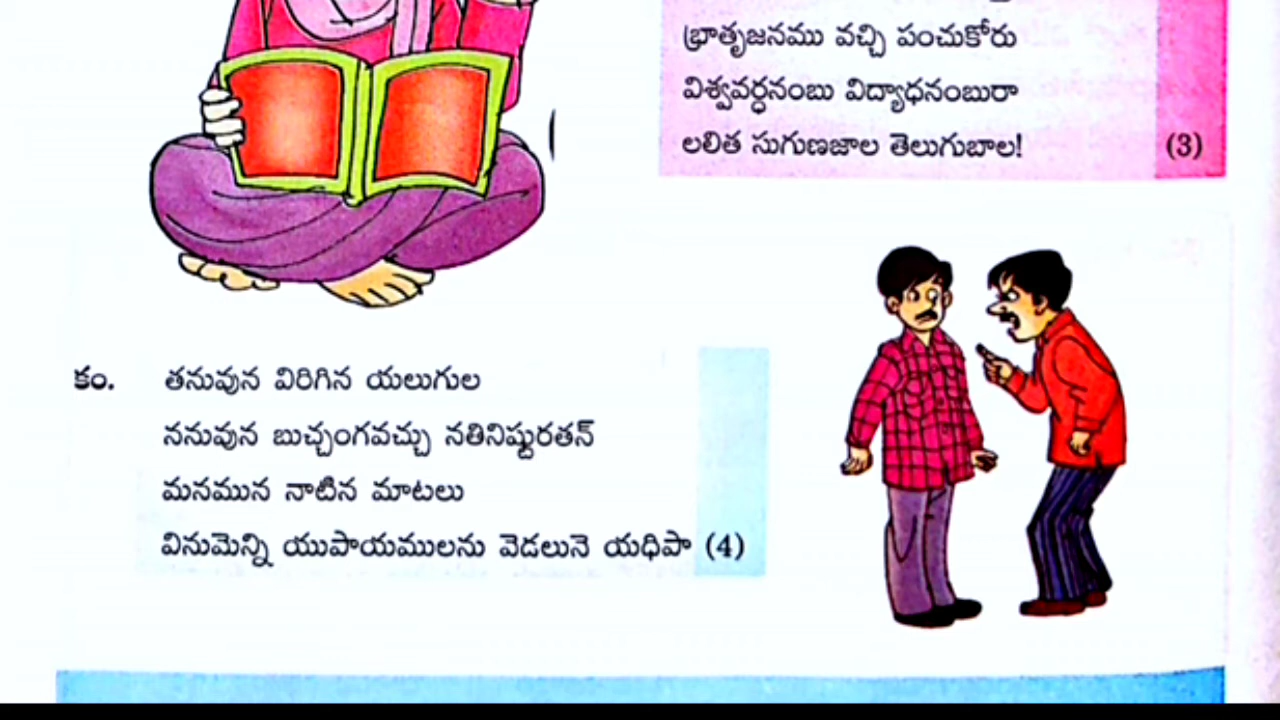 భ్రాతృజనము వచ్చి పంచుకోరు
విశ్వవర్ధనంబు విద్యాధనంబురా
లలిత సుగుణజాల తెలుగుబాల! (3)
కం. తనువున విరిగిన యలుగుల
ననువున బుచ్చంగవచ్చు నతినిష్ఠురతన్
మనమున నాటిన మాటలు
వినుమెన్ని యుపాయములను వెడలునె యధిపా (4)